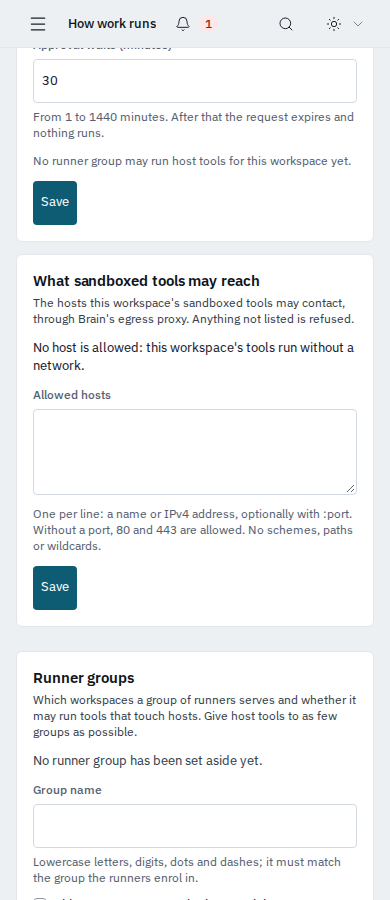 How work runs
1
Approval waits (minutes)
30
From 1 to 1440 minutes. After that the request expires and
nothing runs.
No runner group may run host tools for this workspace yet.
Save
What sandboxed tools may reach
The hosts this workspace's sandboxed tools may contact,
through Brain's egress proxy. Anything not listed is refused.
No host is allowed: this workspace's tools run without a
network.
Allowed hosts
One per line: a name or IPv4 address, optionally with :port.
Without a port, 80 and 443 are allowed. No schemes, paths
or wildcards.
Save
Runner groups
Which workspaces a group of runners serves and whether it
may run tools that touch hosts. Give host tools to as few
groups as possible.
No runner group has been set aside yet.
Group name
Lowercase letters, digits, dots and dashes; it must match
the group the runners enrol in.